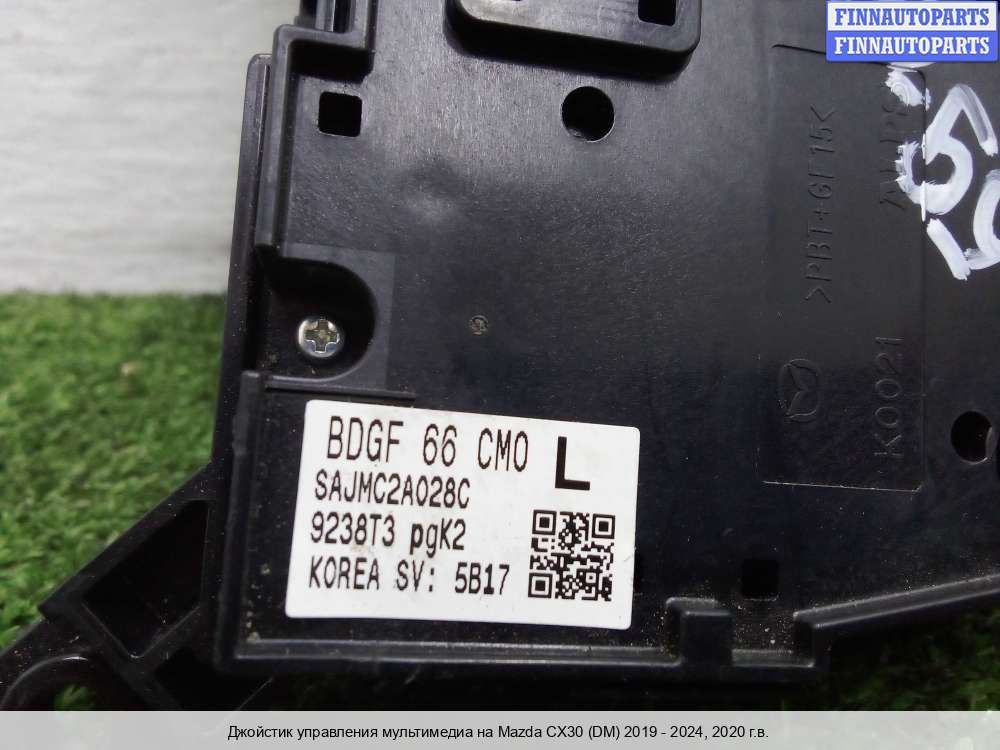 FINNAUTOPARTS
FINNAUTOPARTS
>PBT+GF15<
K0021
BDGF 66 CM0 L
SAJMC2A028C
9238T3 pgK2
KOREA SV: 5B17
Джойстик управления мультимедиа на Mazda CX30 (DM) 2019 - 2024, 2020 г.в.